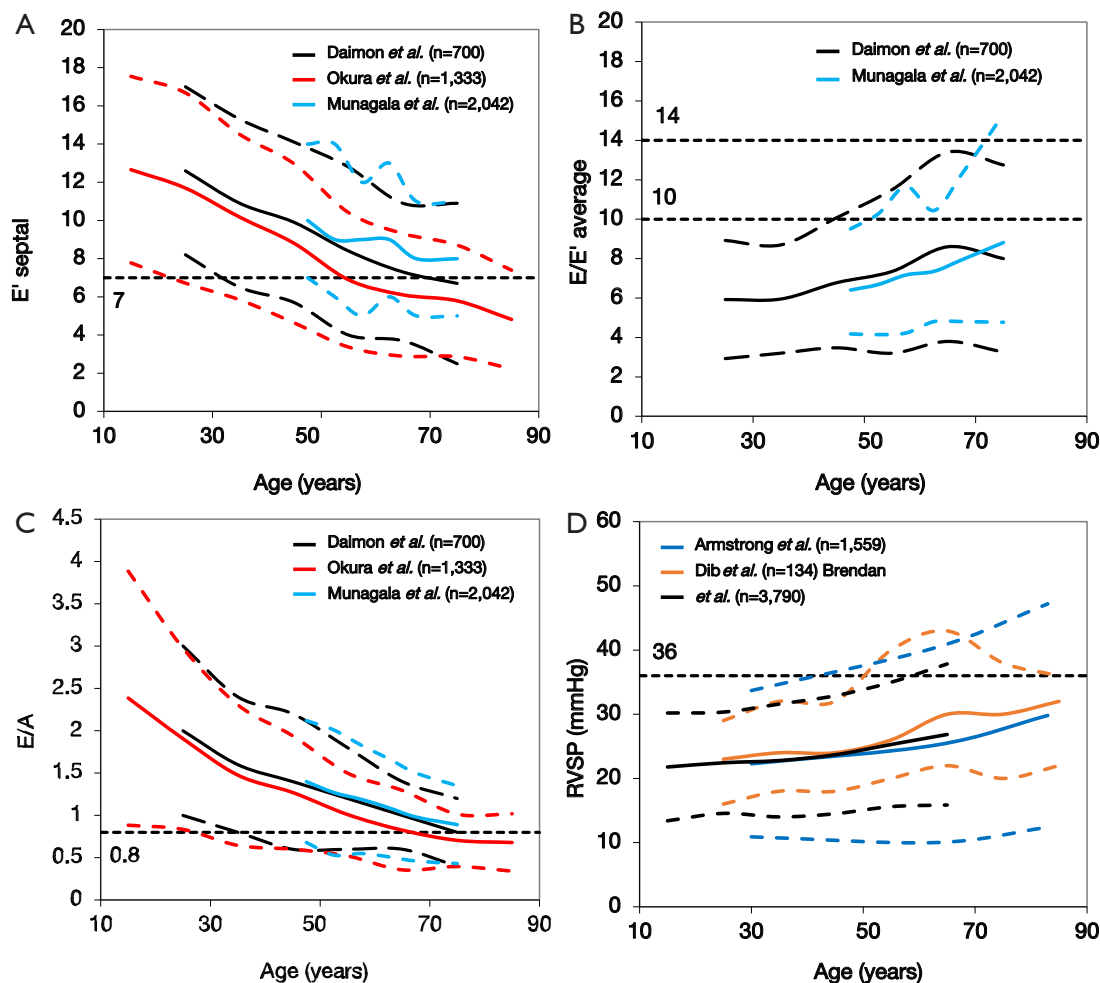 A
20
18
16
14
12
10
8
6
4
2
0
E' septal
7
Daimon et al. (n=700)
Okura et al. (n=1,333)
Munagala et al. (n=2,042)
10 30 50 70 90
Age (years)
B
20
18
16
14
12
10
8
6
4
2
0
E/E' average
14
10
Daimon et al. (n=700)
Munagala et al. (n=2,042)
10 30 50 70 90
Age (years)
C
4.5
4
3.5
3
2.5
2
1.5
1
0.5
0
E/A
0.8
Daimon et al. (n=700)
Okura et al. (n=1,333)
Munagala et al. (n=2,042)
10 30 50 70 90
Age (years)
D
60
50
40
30
20
10
0
RVSP (mmHg)
36
Armstrong et al. (n=1,559)
Dib et al. (n=134) Brendan
et al. (n=3,790)
10 30 50 70 90
Age (years)